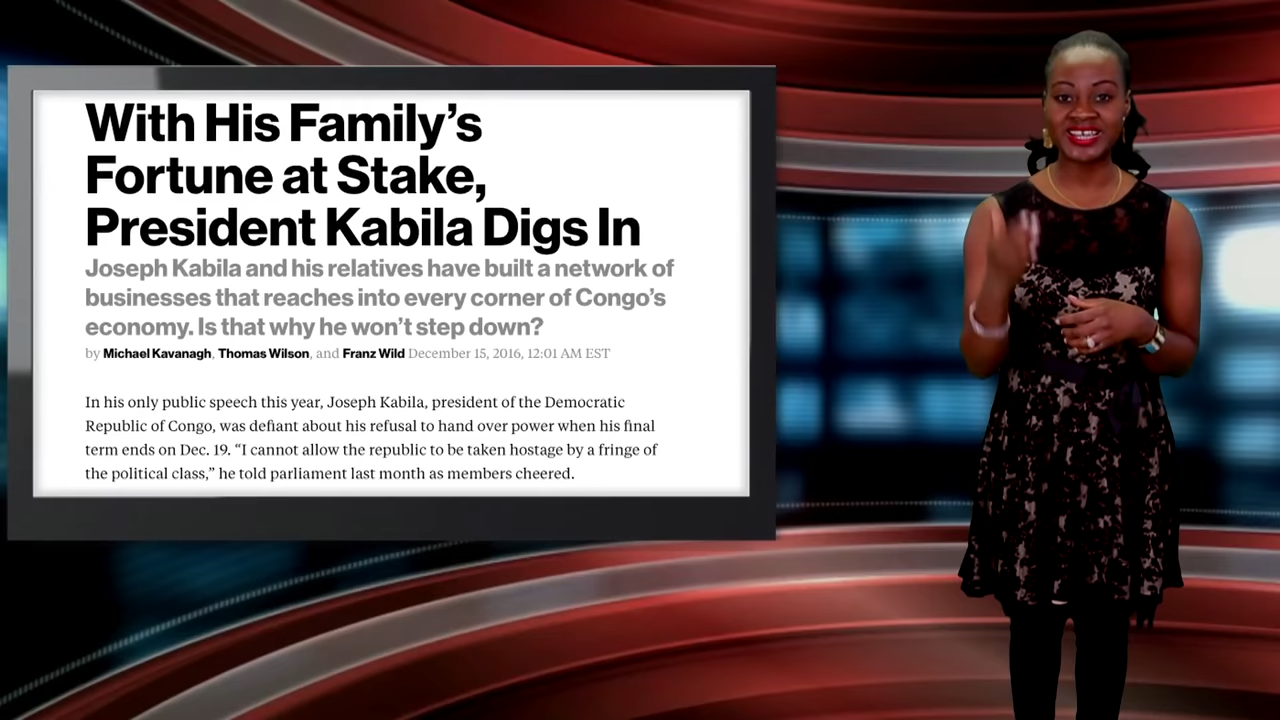 With His Family’s
Fortune at Stake,
President Kabila Digs In
Joseph Kabila and his relatives have built a network of
businesses that reaches into every corner of Congo’s
economy. Is that why he won’t step down?
by Michael Kavanagh, Thomas Wilson, and Franz Wild December 15, 2016, 12:01 AM EST
In his only public speech this year, Joseph Kabila, president of the Democratic
Republic of Congo, was defiant about his refusal to hand over power when his final
term ends on Dec. 19. “I cannot allow the republic to be taken hostage by a fringe of
the political class,” he told parliament last month as members cheered.